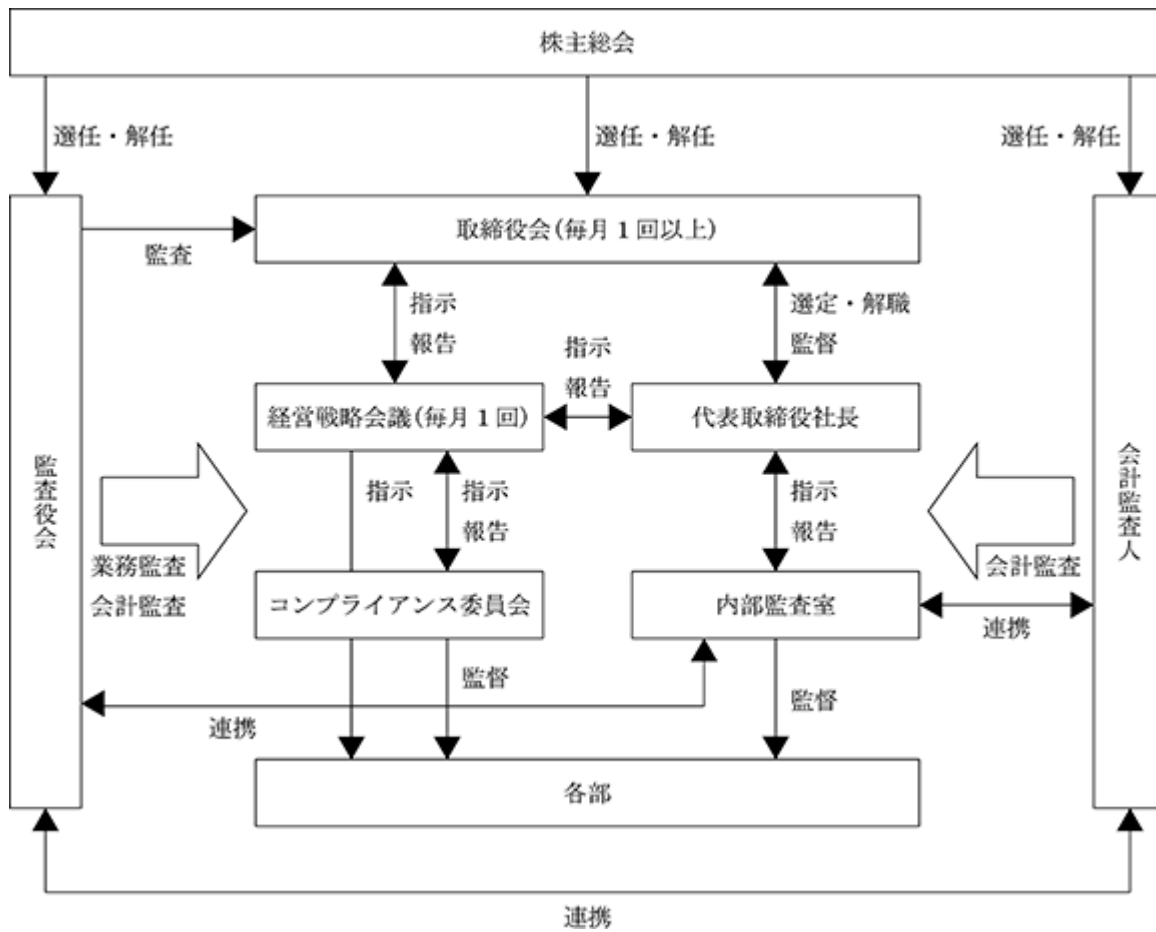 株主総会
選任・解任
選任・解任
選任・解任
取締役会(毎月1回以上)
監査
指示
報告
選定・解職
監督
指示
報告
経営戦略会議(毎月1回)
代表取締役社長
監査役会
会計監査人
指示
指示
報告
指示
報告
業務監査
会計監査
会計監査
コンプライアンス委員会
内部監査室
連携
監督
監督
連携
各部
連携